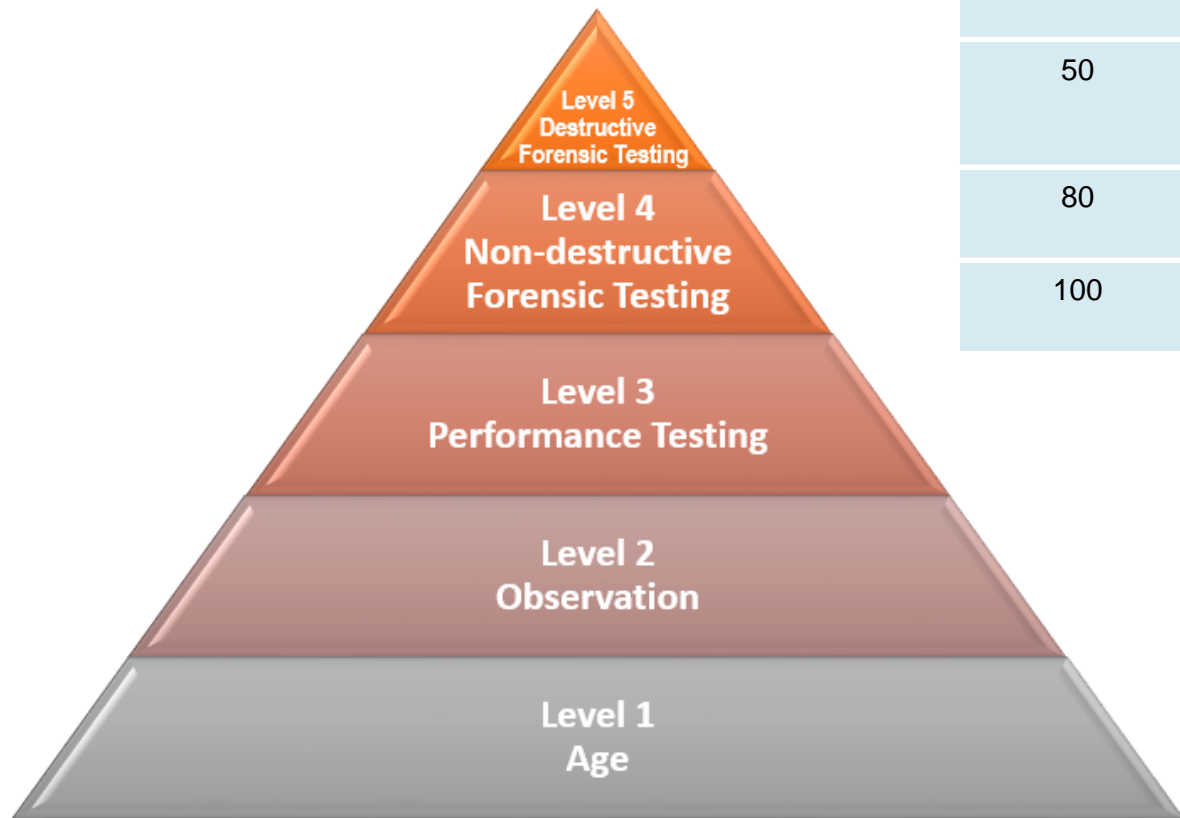 Level 5
Destructive
Forensic Testing
Level 4
Non-destructive
Forensic Testing
Level 3
Performance Testing
Level 2
Observation
Level 1
Age
50
80
100